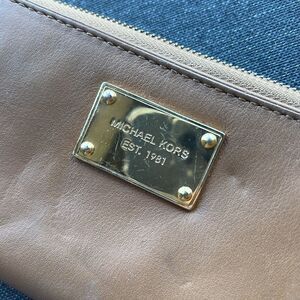 MICHAEL KORS
EST. 1981